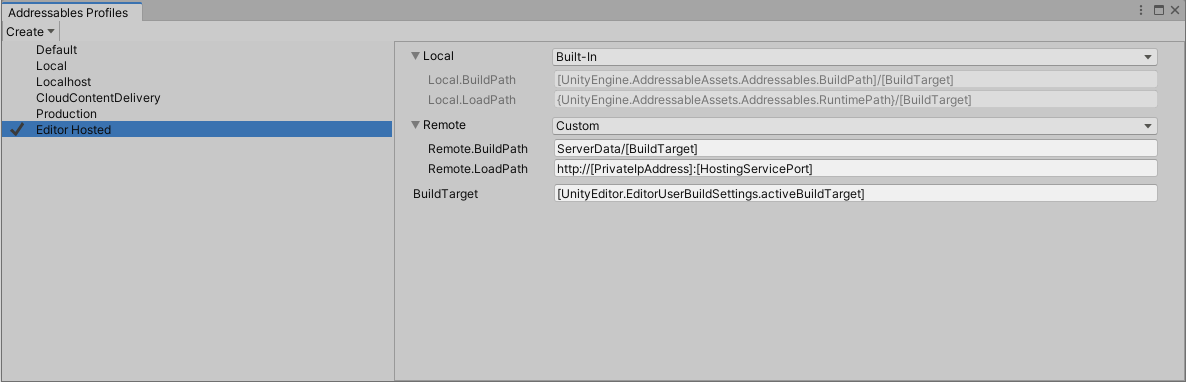 Addressables Profiles
Create
Default
Local
Localhost
CloudContentDelivery
Production
Editor Hosted
Local Built-In
Local.BuildPath [UnityEngine.AddressableAssets.Addressables.BuildPath]/[BuildTarget]
Local.LoadPath {UnityEngine.AddressableAssets.Addressables.RuntimePath}/[BuildTarget]
Remote Custom
Remote.BuildPath ServerData/[BuildTarget]
Remote.LoadPath http://[PrivateIpAddress]:[HostingServicePort]
BuildTarget [UnityEditor.EditorUserBuildSettings.activeBuildTarget]